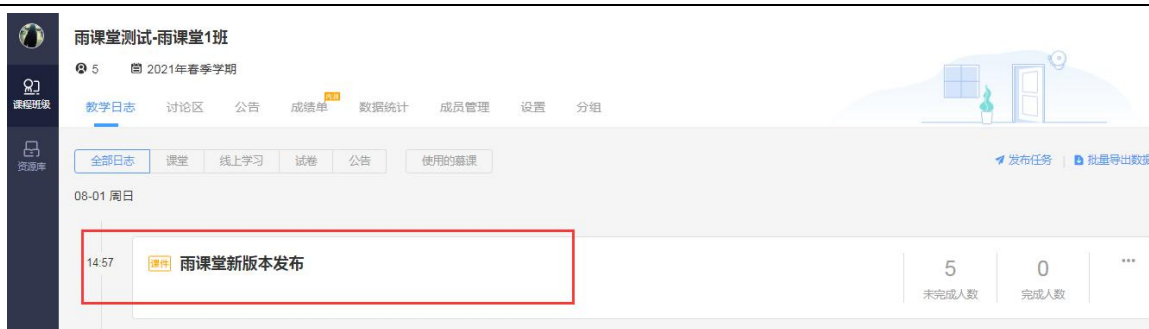 雨课堂测试-雨课堂1班
5 2021年春季学期
课程班级
教学日志 讨论区 公告 成绩单 数据统计 成员管理 设置 分组
资源库
全部日志 课堂 线上学习 试卷 公告 使用的慕课 发布任务 批量导出数据
08-01 周日
14:57 课件 雨课堂新版本发布 5 0 ...
未完成人数 完成人数